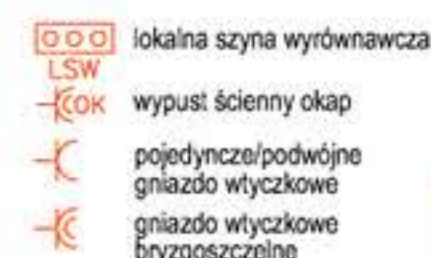 lokalna szyna wyrównawcza
LSW
OK wypust ścienny okap
pojedyncze/podwójne
gniazdo wtyczkowe
gniazdo wtyczkowe
bryzgoszczelne